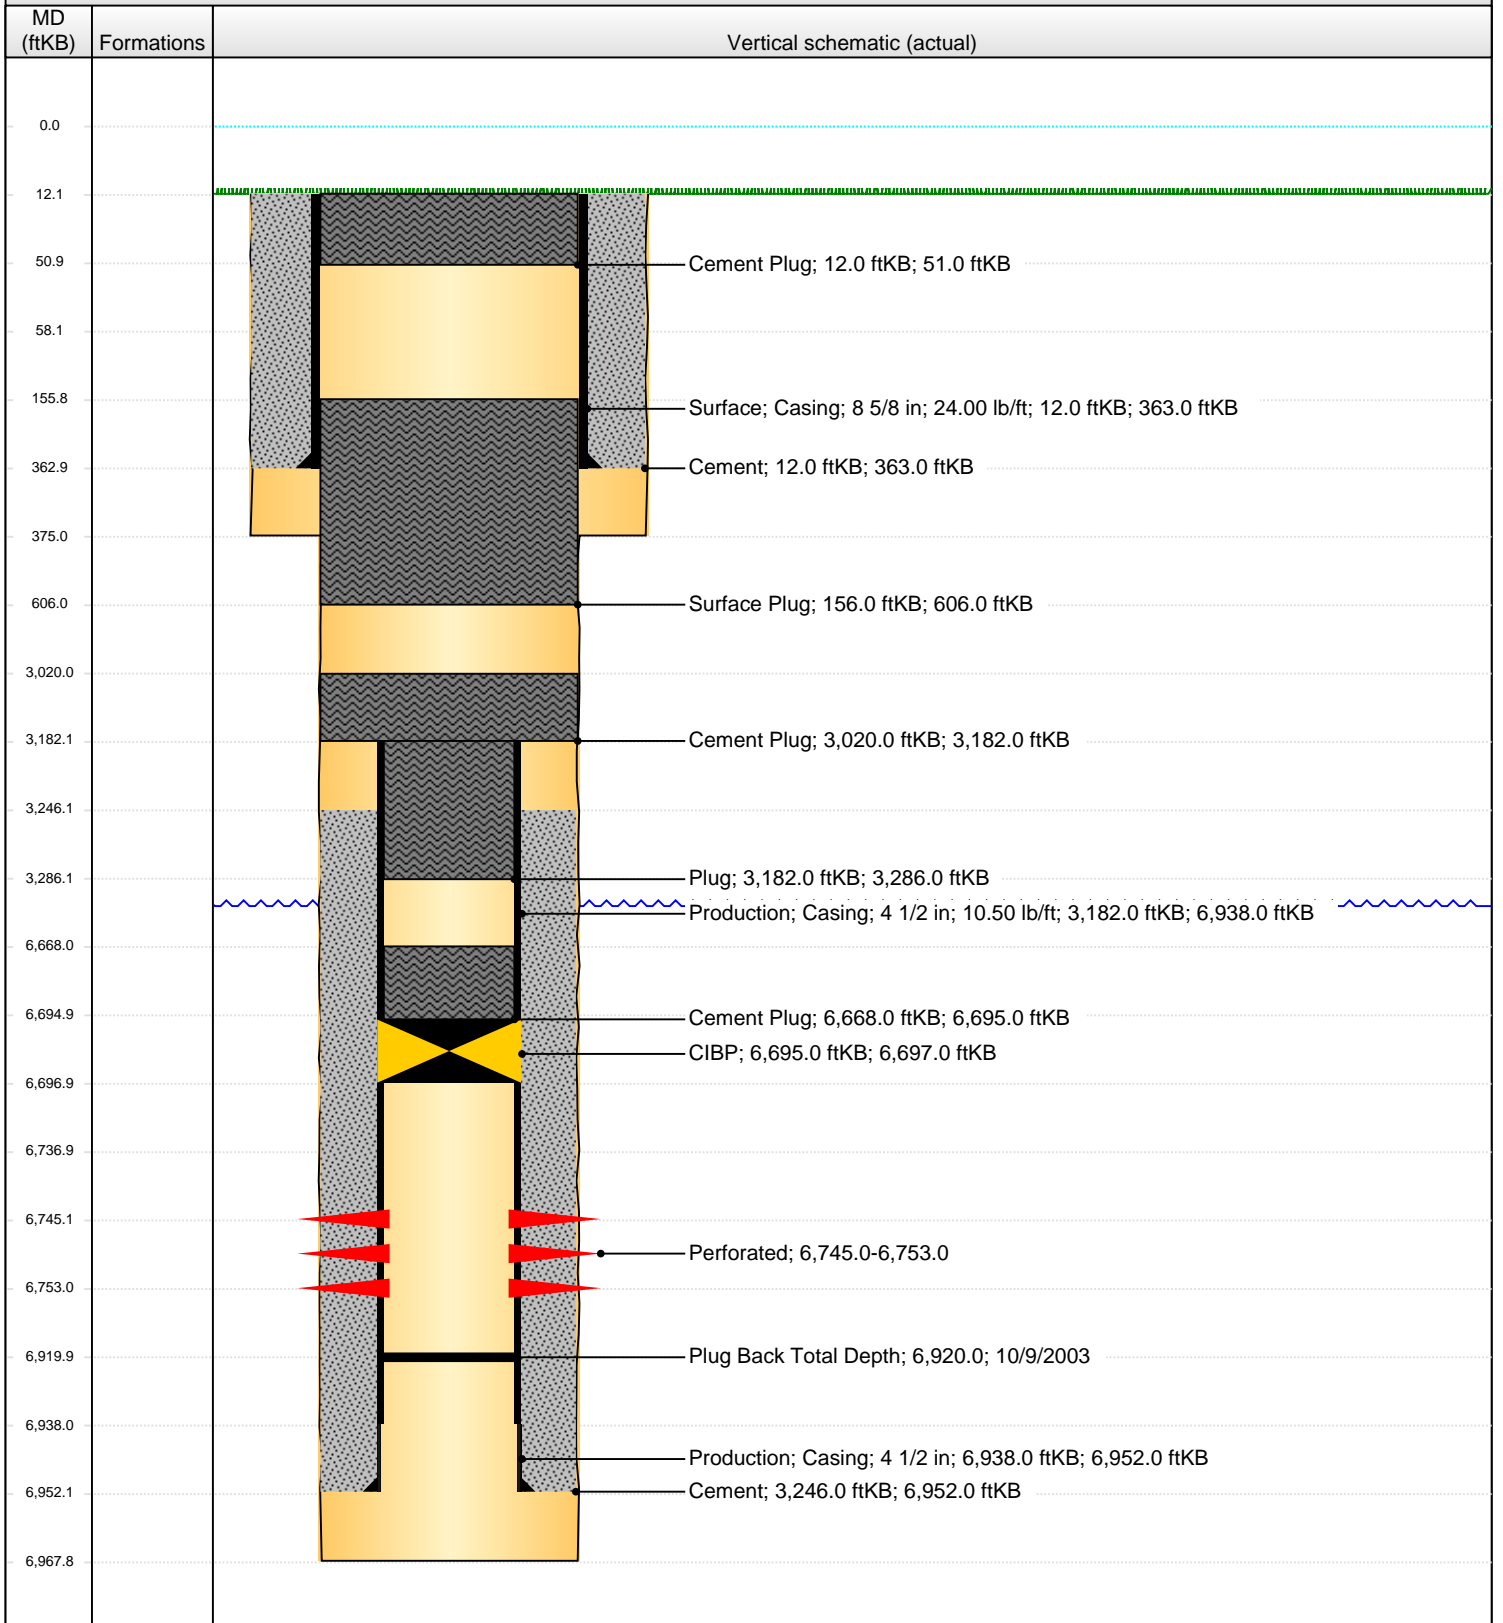 MD
(ftKB)
Formations
Vertical schematic (actual)
0.0
12.1
50.9
Cement Plug; 12.0 ftKB; 51.0 ftKB
58.1
155.8
Surface; Casing; 8 5/8 in; 24.00 lb/ft; 12.0 ftKB; 363.0 ftKB
362.9
Cement; 12.0 ftKB; 363.0 ftKB
375.0
606.0
Surface Plug; 156.0 ftKB; 606.0 ftKB
3,020.0
3,182.1
Cement Plug; 3,020.0 ftKB; 3,182.0 ftKB
3,246.1
3,286.1
Plug; 3,182.0 ftKB; 3,286.0 ftKB
Production; Casing; 4 1/2 in; 10.50 lb/ft; 3,182.0 ftKB; 6,938.0 ftKB
6,668.0
6,694.9
Cement Plug; 6,668.0 ftKB; 6,695.0 ftKB
CIBP; 6,695.0 ftKB; 6,697.0 ftKB
6,696.9
6,736.9
6,745.1
Perforated; 6,745.0-6,753.0
6,753.0
6,919.9
Plug Back Total Depth; 6,920.0; 10/9/2003
6,938.0
Production; Casing; 4 1/2 in; 6,938.0 ftKB; 6,952.0 ftKB
6,952.1
Cement; 3,246.0 ftKB; 6,952.0 ftKB
6,967.8